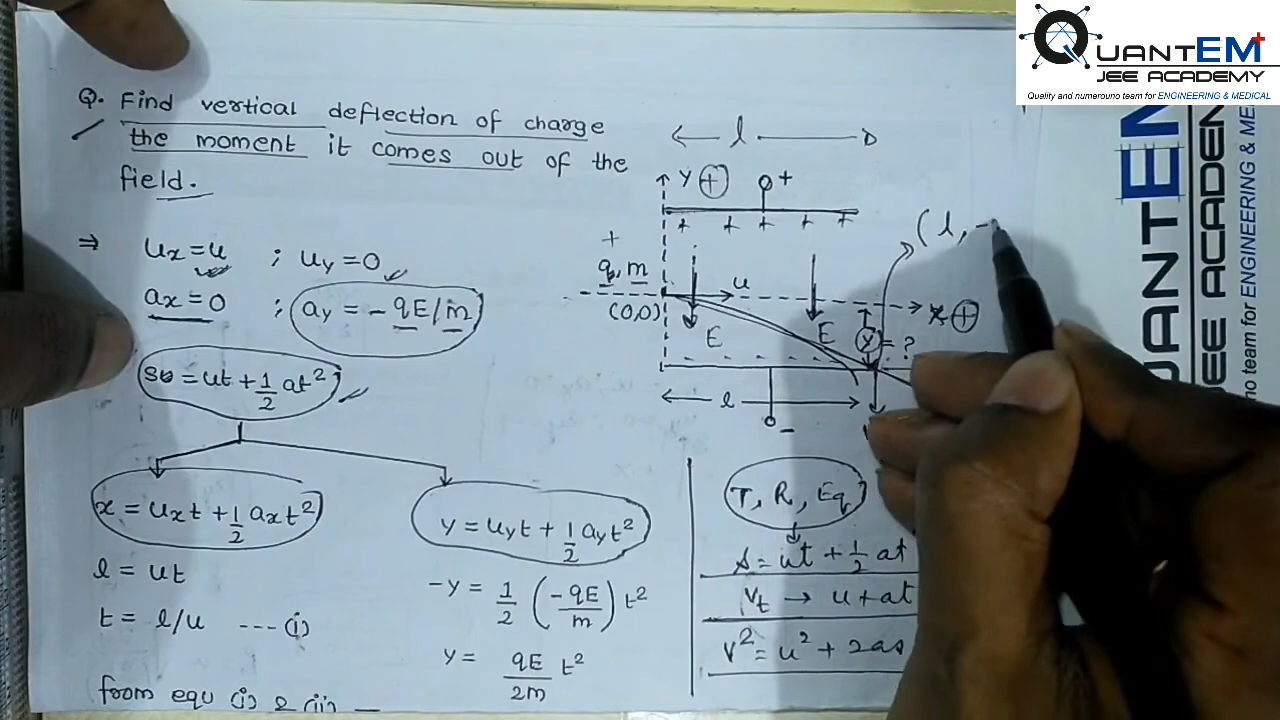 QUANTEM+
JEE ACADEMY
Quality and numerouno team for ENGINEERING & MEDICAL
Q. Find vertical deflection of charge
the moment it comes out of the
field.
⇒ ux = u ; uy = 0
ax = 0 ; ay = - qE/m
s = ut + 1/2 at²
x = uxt + 1/2 axt²
l = ut
t = l/u ---(i)
from equ (i) & (ii) –
y = uyt + 1/2 ayt²
-y = 1/2 (-qE/m) t²
y = qE/2m t²
l
y +
+
+ + + + +
+
q, m
u
(0,0)
E
E
x +
y = ?
(l, -
l
-
T, R, Eq
s = ut + 1/2 at
vt → u + at
v² = u² + 2as
QUANTEM
JEE ACADEMY